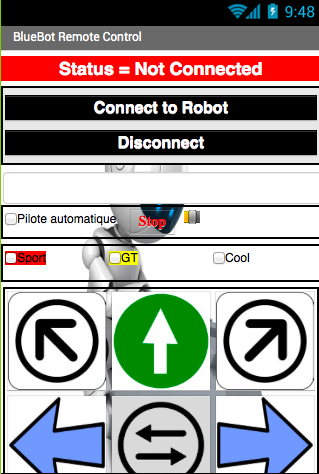 9:48
BlueBot Remote Control
Status = Not Connected
Connect to Robot
Disconnect
Pilote automatique Stop
Sport GT Cool